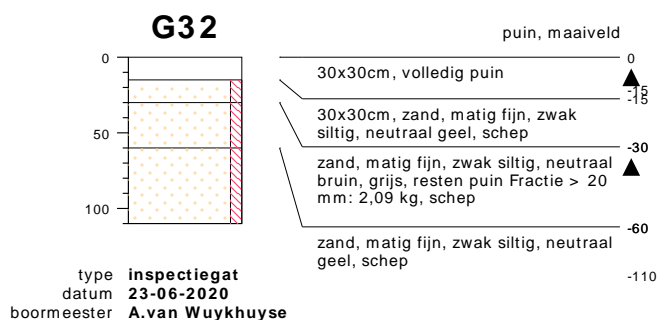 G32
puin, maaiveld
0
50
100
30x30cm, volledig puin
30x30cm, zand, matig fijn, zwak
siltig, neutraal geel, schep
zand, matig fijn, zwak siltig, neutraal
bruin, grijs, resten puin Fractie > 20
mm: 2,09 kg, schep
zand, matig fijn, zwak siltig, neutraal
geel, schep
0
-15
-15
-30
-60
-110
type inspectiegat
datum 23-06-2020
boormeester A.van Wuykhuyse